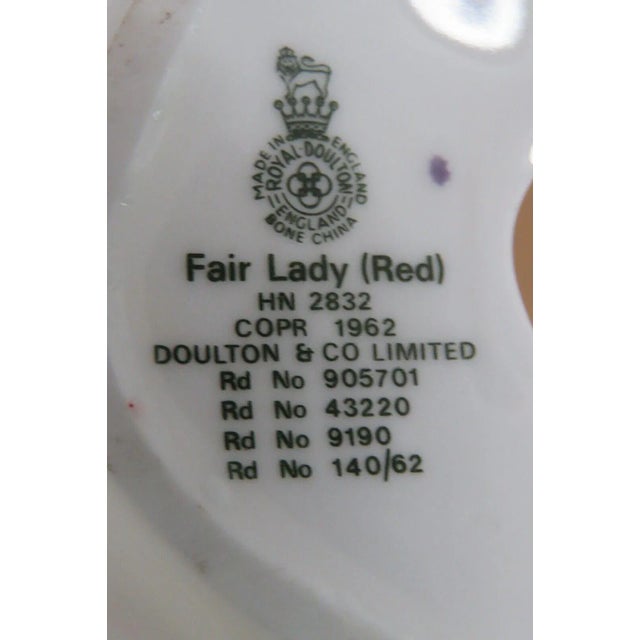 MADE IN ENGLAND
ROYAL·DOULTON
ENGLAND
BONE CHINA
Fair Lady (Red)
HN 2832
COPR 1962
DOULTON & CO LIMITED
Rd No 905701
Rd No 43220
Rd No 9190
Rd No 140/62